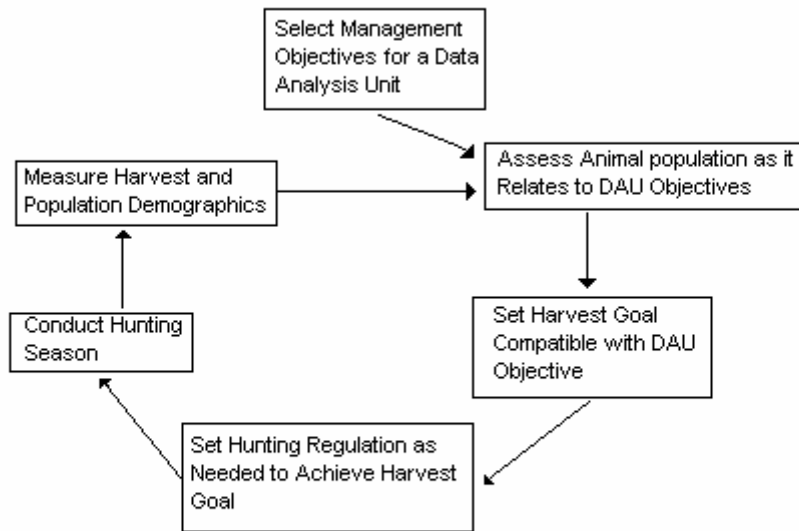 Select Management
Objectives for a Data
Analysis Unit
Assess Animal population as it
Relates to DAU Objectives
Measure Harvest and
Population Demographics
Set Harvest Goal
Compatible with DAU
Objective
Conduct Hunting
Season
Set Hunting Regulation as
Needed to Achieve Harvest
Goal